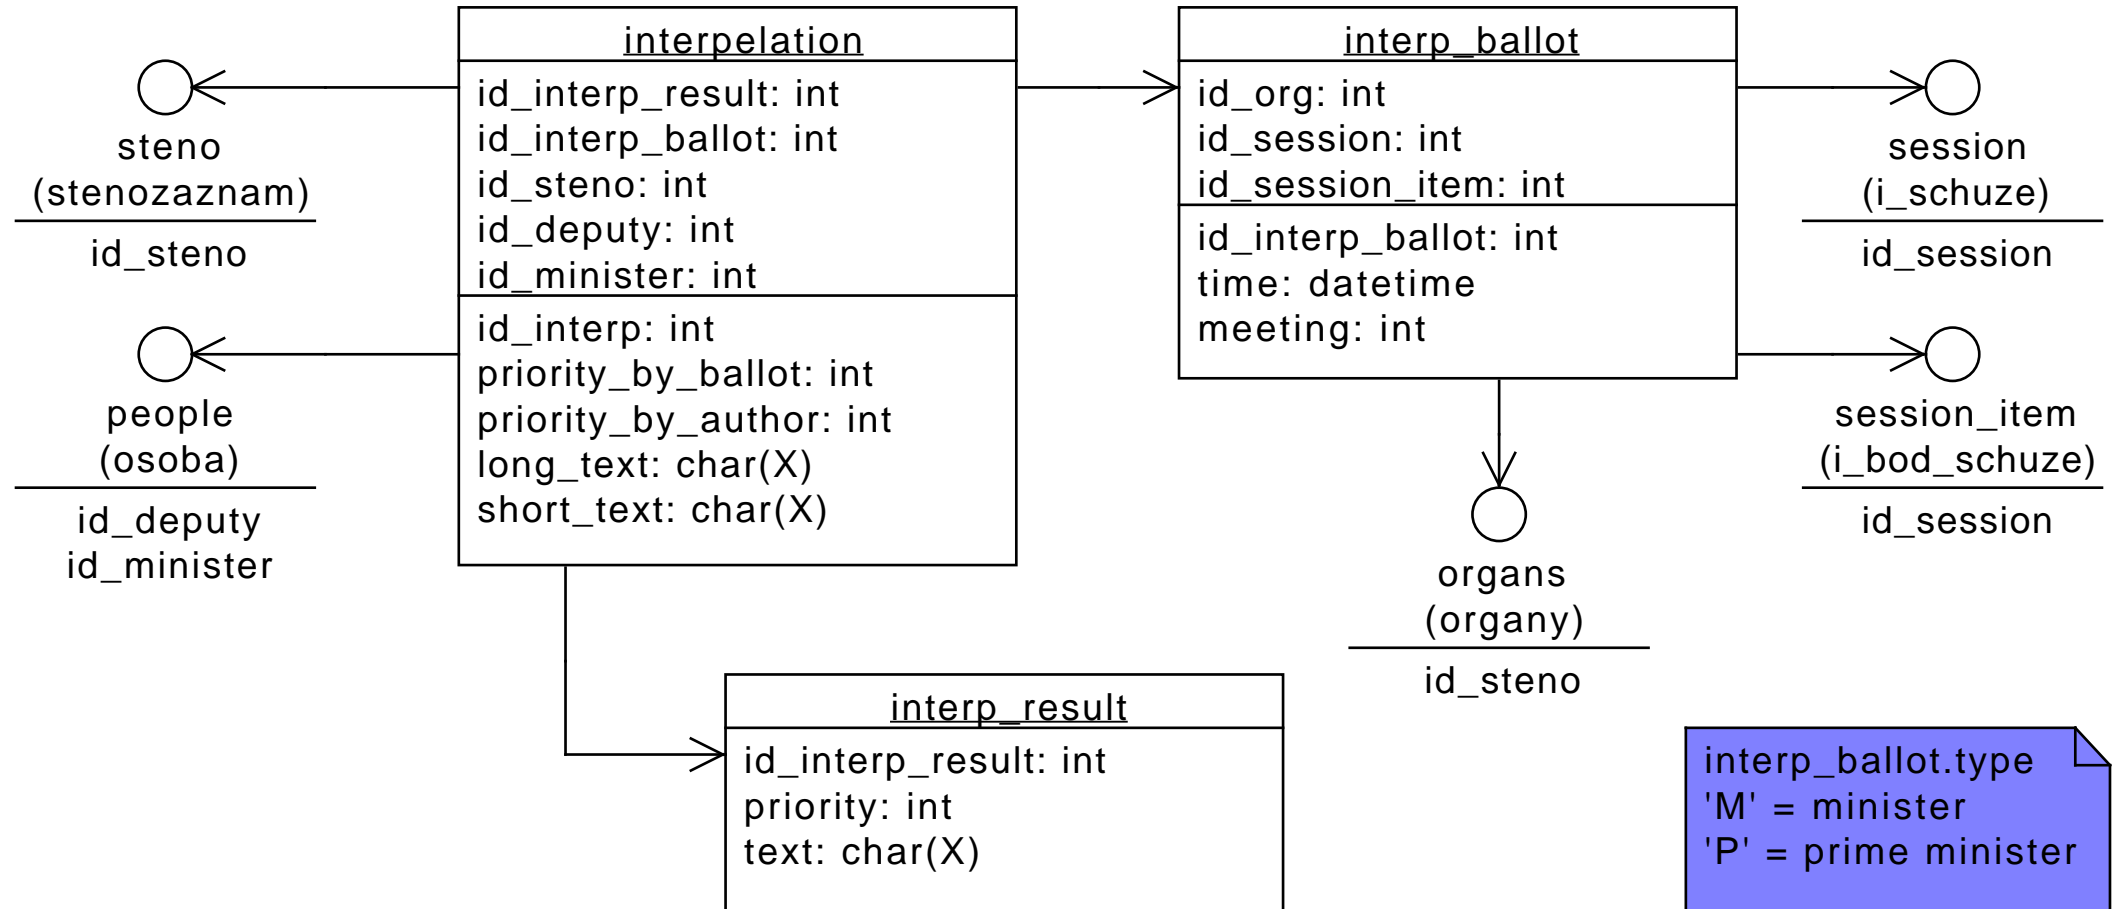 interpelation
id_interp_result: int
id_interp_ballot: int
id_steno: int
id_deputy: int
id_minister: int
id_interp: int
priority_by_ballot: int
priority_by_author: int
long_text: char(X)
short_text: char(X)
interp_ballot
id_org: int
id_session: int
id_session_item: int
id_interp_ballot: int
time: datetime
meeting: int
steno
(stenozaznam)
id_steno
people
(osoba)
id_deputy
id_minister
session
(i_schuze)
id_session
session_item
(i_bod_schuze)
id_session
organs
(organy)
id_steno
interp_result
id_interp_result: int
priority: int
text: char(X)
interp_ballot.type
'M' = minister
'P' = prime minister